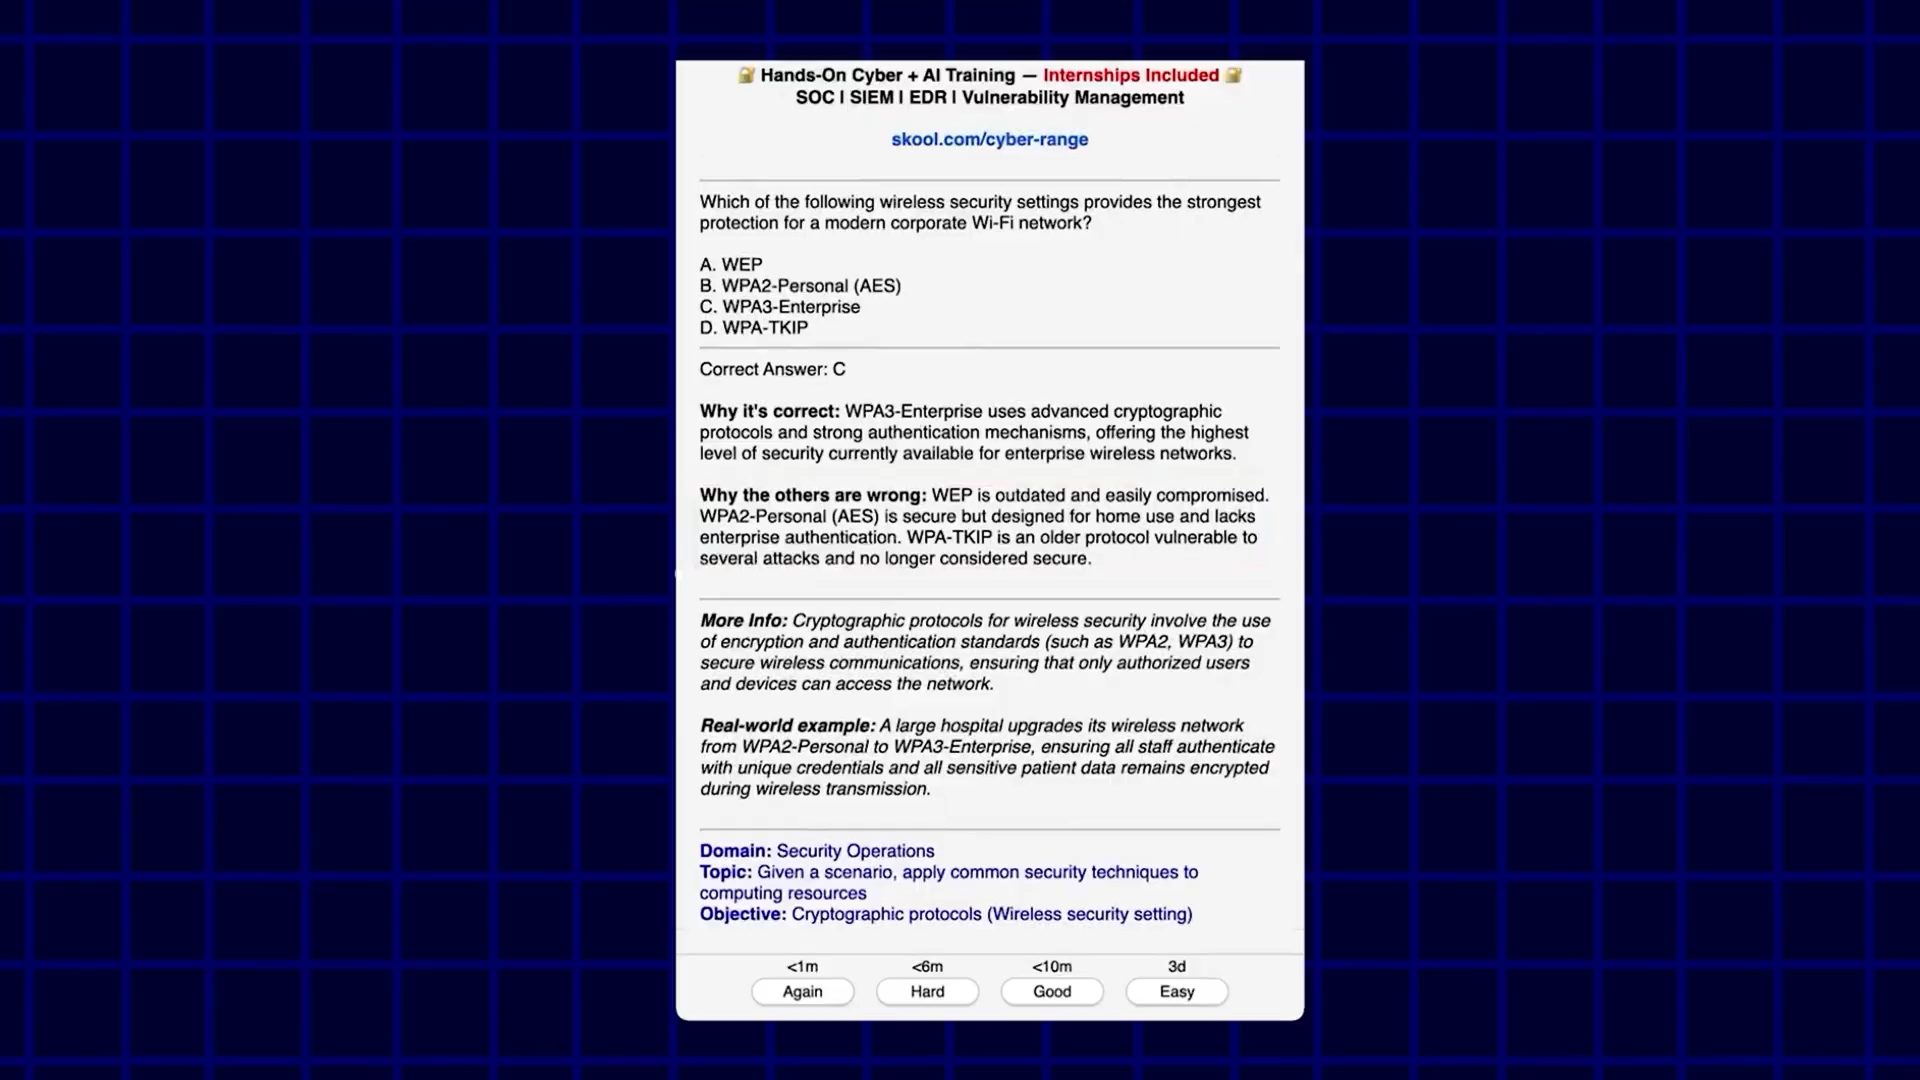 🔐 Hands-On Cyber + AI Training — Internships Included 🔐
SOC | SIEM | EDR | Vulnerability Management
skool.com/cyber-range
Which of the following wireless security settings provides the strongest
protection for a modern corporate Wi-Fi network?
A. WEP
B. WPA2-Personal (AES)
C. WPA3-Enterprise
D. WPA-TKIP
Correct Answer: C
Why it's correct: WPA3-Enterprise uses advanced cryptographic
protocols and strong authentication mechanisms, offering the highest
level of security currently available for enterprise wireless networks.
Why the others are wrong: WEP is outdated and easily compromised.
WPA2-Personal (AES) is secure but designed for home use and lacks
enterprise authentication. WPA-TKIP is an older protocol vulnerable to
several attacks and no longer considered secure.
More Info: Cryptographic protocols for wireless security involve the use
of encryption and authentication standards (such as WPA2, WPA3) to
secure wireless communications, ensuring that only authorized users
and devices can access the network.
Real-world example: A large hospital upgrades its wireless network
from WPA2-Personal to WPA3-Enterprise, ensuring all staff authenticate
with unique credentials and all sensitive patient data remains encrypted
during wireless transmission.
Domain: Security Operations
Topic: Given a scenario, apply common security techniques to
computing resources
Objective: Cryptographic protocols (Wireless security setting)
<1m <6m <10m 3d
Again Hard Good Easy